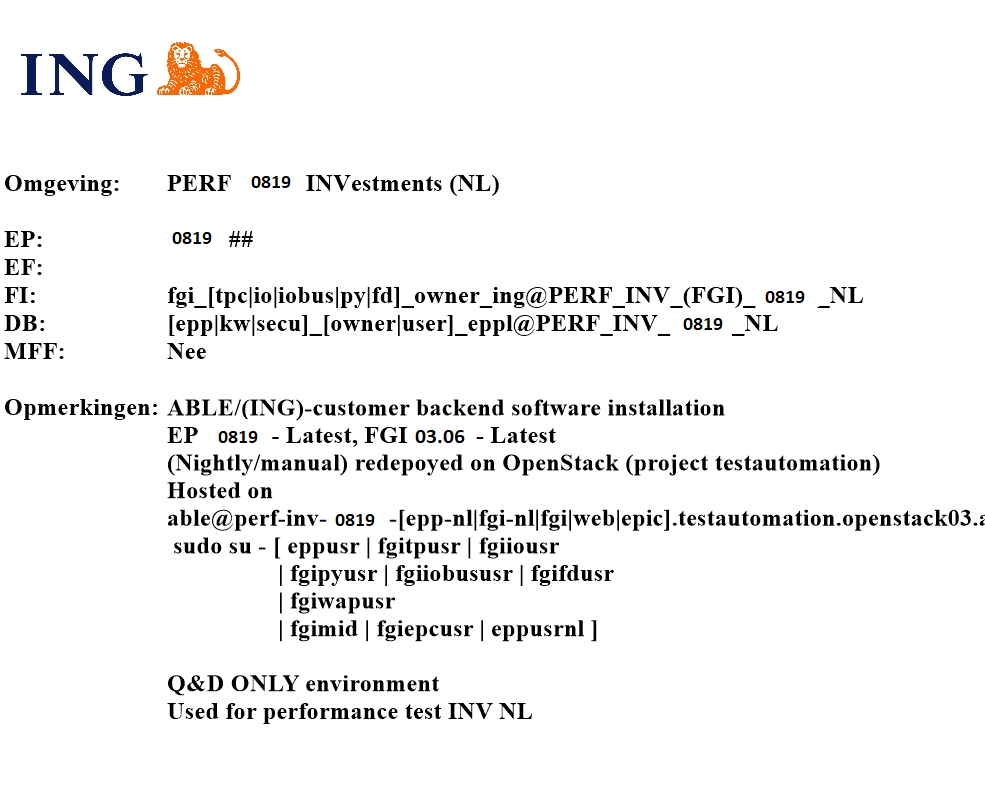 ING
Omgeving: PERF 0819 INVestments (NL)
EP: 0819 ##
EF:
FI: fgi_[tpc|io|iobus|py|fd]_owner_ing@PERF_INV_(FGI)_ 0819 _NL
DB: [epp|kw|secu]_[owner|user]_eppl@PERF_INV_ 0819 _NL
MFF: Nee
Opmerkingen: ABLE/(ING)-customer backend software installation
EP 0819 - Latest, FGI 03.06 - Latest
(Nightly/manual) redepoyed on OpenStack (project testautomation)
Hosted on
able@perf-inv- 0819 -[epp-nl|fgi-nl|fgi|web|epic].testautomation.openstack03.a
sudo su - [ eppusr | fgitpusr | fgiiousr
| fgipyusr | fgiiobususr | fgifdusr
| fgiwapusr
| fgimid | fgiepcusr | eppusrnl ]
Q&D ONLY environment
Used for performance test INV NL